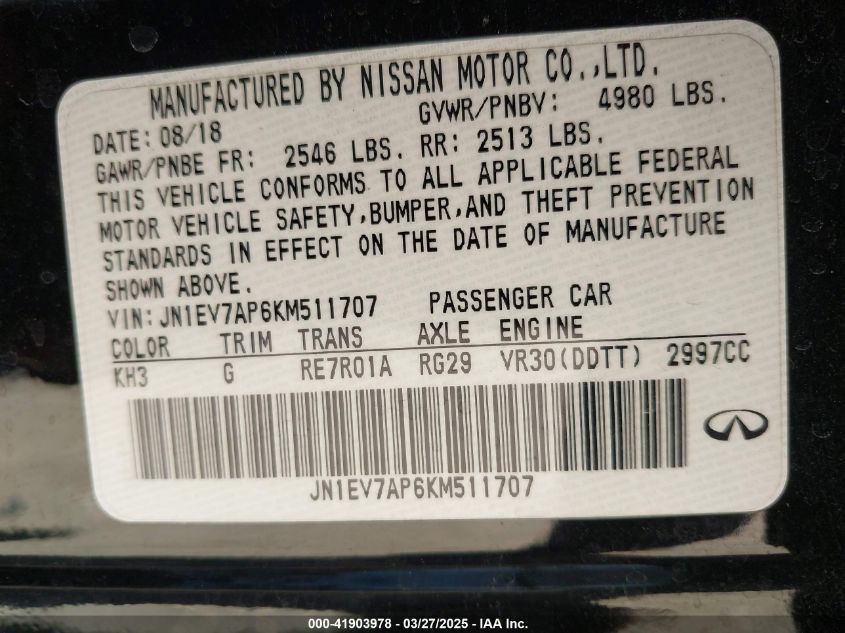 MANUFACTURED BY NISSAN MOTOR CO.,LTD.
DATE: 08/18 GVWR/PNBV: 4980 LBS.
GAWR/PNBE FR: 2546 LBS. RR: 2513 LBS.
THIS VEHICLE CONFORMS TO ALL APPLICABLE FEDERAL
MOTOR VEHICLE SAFETY,BUMPER,AND THEFT PREVENTION
STANDARDS IN EFFECT ON THE DATE OF MANUFACTURE
SHOWN ABOVE.
VIN:JN1EV7AP6KM511707 PASSENGER CAR
COLOR TRIM TRANS AXLE ENGINE
KH3 G RE7R01A RG29 VR30(DDTT) 2997CC
JN1EV7AP6KM511707
000-41903978 - 03/27/2025 - IAA Inc.